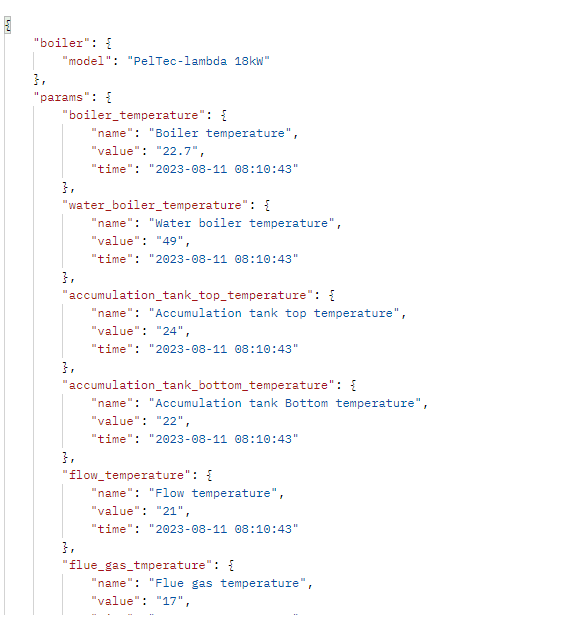 {
    "boiler": {
        "model": "PelTec-lambda 18kW"
    },
    "params": {
        "boiler_temperature": {
            "name": "Boiler temperature",
            "value": "22.7",
            "time": "2023-08-11 08:10:43"
        },
        "water_boiler_temperature": {
            "name": "Water boiler temperature",
            "value": "49",
            "time": "2023-08-11 08:10:43"
        },
        "accumulation_tank_top_temperature": {
            "name": "Accumulation tank top temperature",
            "value": "24",
            "time": "2023-08-11 08:10:43"
        },
        "accumulation_tank_bottom_temperature": {
            "name": "Accumulation tank Bottom temperature",
            "value": "22",
            "time": "2023-08-11 08:10:43"
        },
        "flow_temperature": {
            "name": "Flow temperature",
            "value": "21",
            "time": "2023-08-11 08:10:43"
        },
        "flue_gas_tmperature": {
            "name": "Flue gas temperature",
            "value": "17",